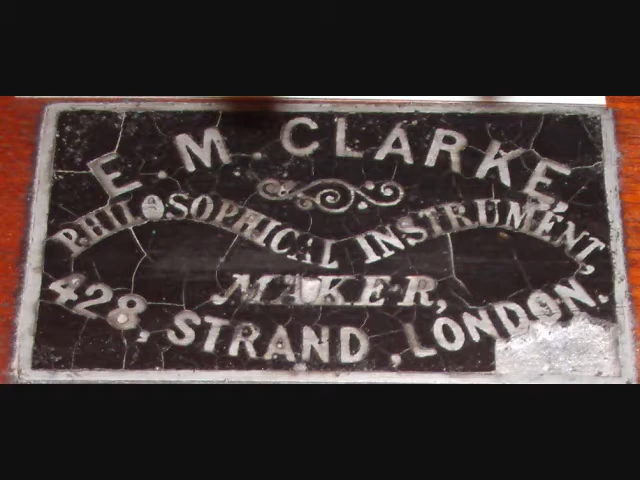 E M CLARKE,
PHILOSOPHICAL INSTRUMENT,
MAKER,
428, STRAND, LONDON.